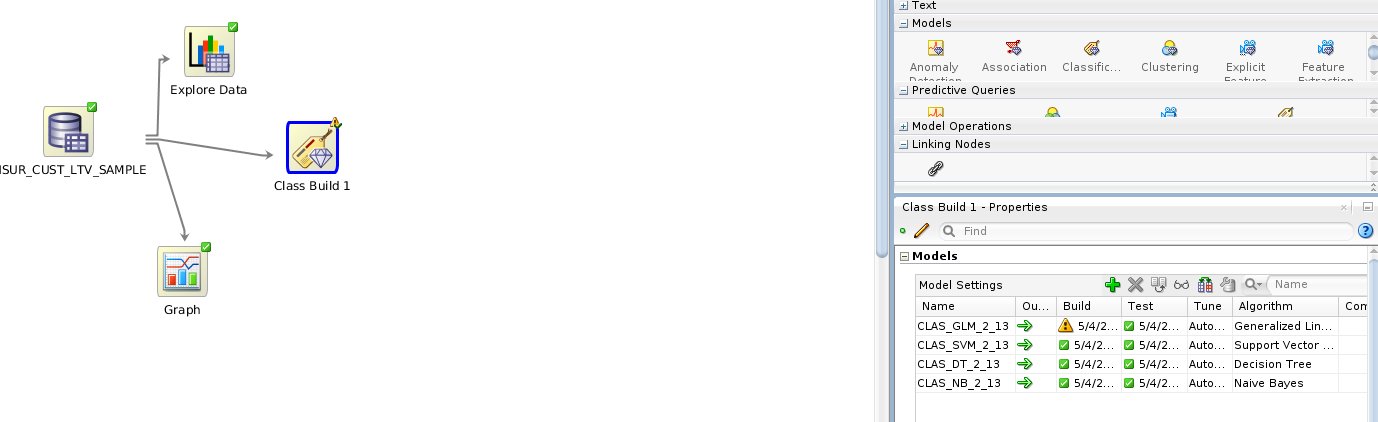 Explore Data
NSUR_CUST_LTV_SAMPLE
Class Build 1
Graph
Text
Models
Anomaly Association Classific... Clustering Explicit Feature
Detection Feature Extraction
Predictive Queries
Model Operations
Linking Nodes
Class Build 1 - Properties
Find
Models
Model Settings Name
Name Ou... Build Test Tune Algorithm Com
CLAS_GLM_2_13 5/4/2... 5/4/2... Auto... Generalized Lin...
CLAS_SVM_2_13 5/4/2... 5/4/2... Auto... Support Vector ...
CLAS_DT_2_13 5/4/2... 5/4/2... Auto... Decision Tree
CLAS_NB_2_13 5/4/2... 5/4/2... Auto... Naive Bayes